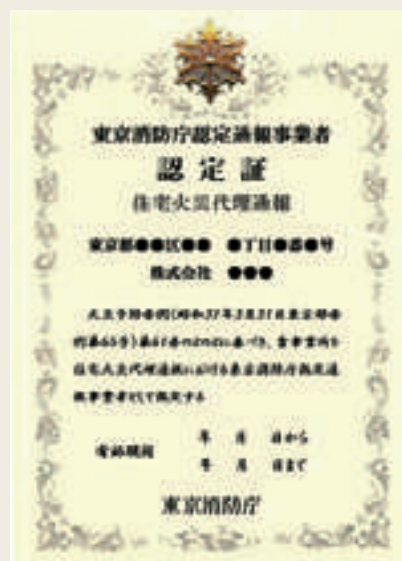 東京消防庁認定通報事業者
認定証
住宅火災代理通報
東京都●●区●● ●丁目●番●号
株式会社 ●●●
火災予防条例(昭和37年3月31日東京都条
例第65号)第61条の
に基づき、貴事業所を
住宅火災代理通報における東京消防庁認定通
報事業者として認定する
有効期間
年 月 日から
年 月 日まで
東京消防庁